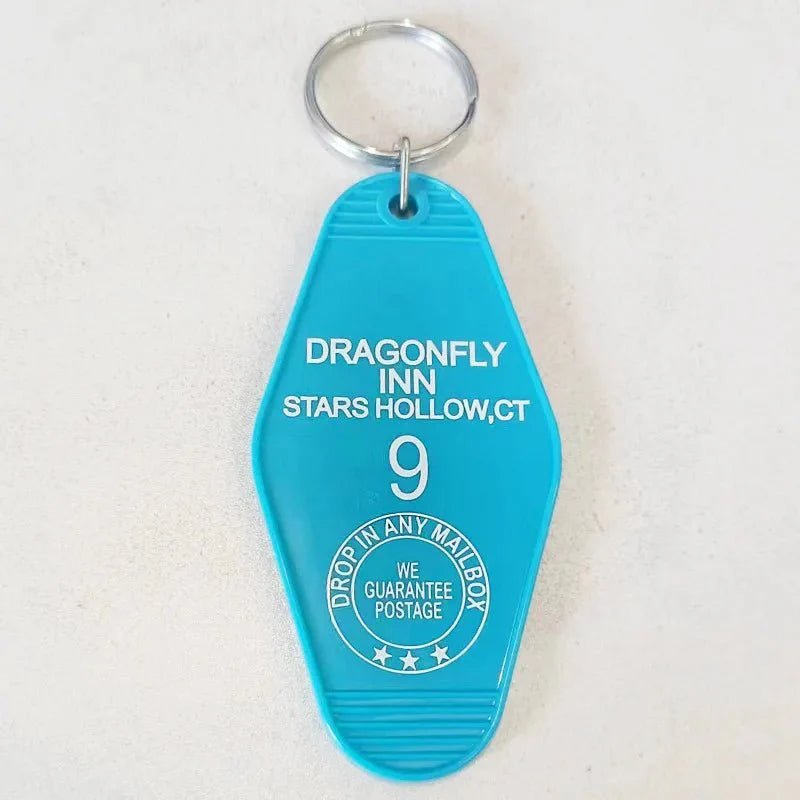 DRAGONFLY
INN
STARS HOLLOW,CT
9
DROP IN ANY MAILBOX
WE
GUARANTEE
POSTAGE